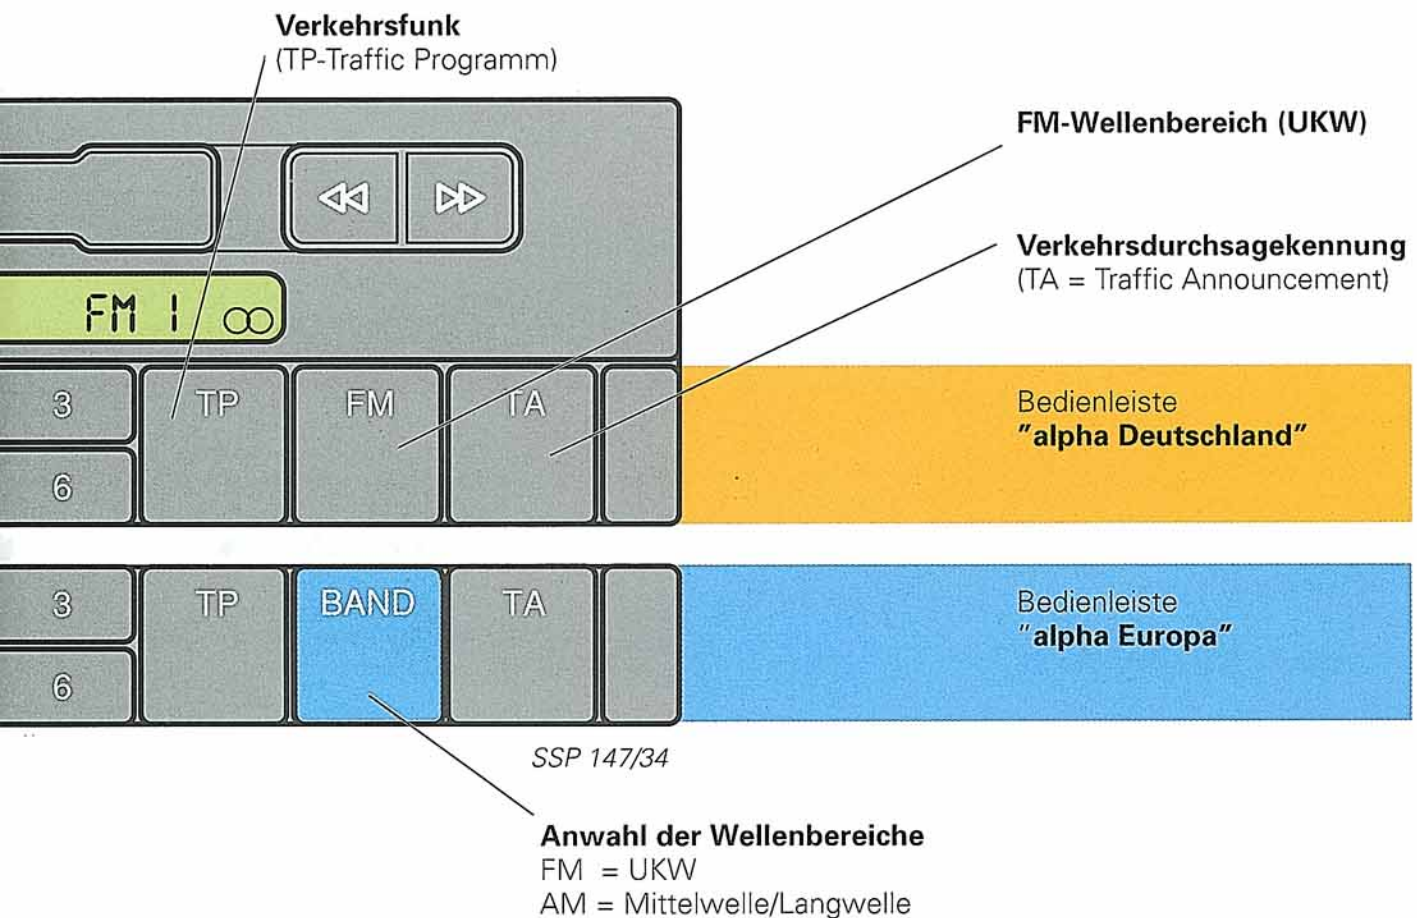 Verkehrsfunk
(TP-Traffic Programm)
FM-Wellenbereich (UKW)
Verkehrsdurchsagekennung
(TA = Traffic Announcement)
FM 1
3
TP
FM
TA
6
Bedienleiste
"alpha Deutschland"
3
TP
BAND
TA
6
Bedienleiste
"alpha Europa"
SSP 147/34
Anwahl der Wellenbereiche
FM = UKW
AM = Mittelwelle/Langwelle